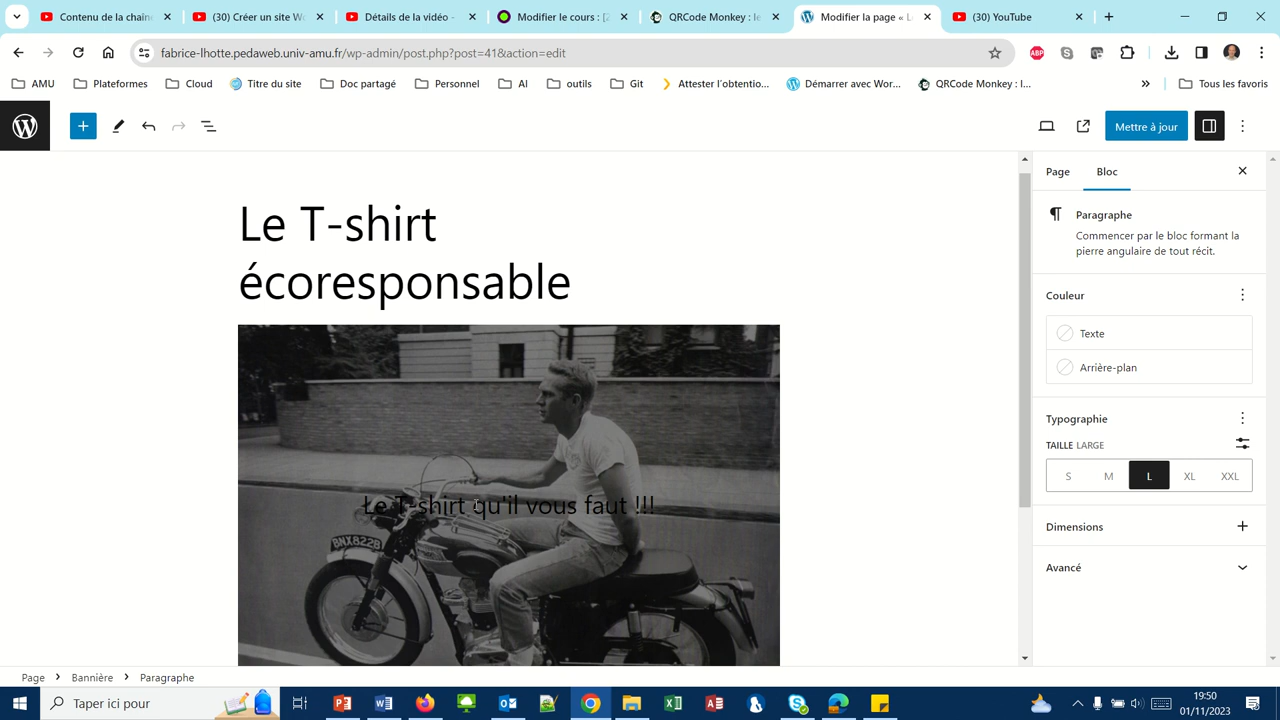 Contenu de la chaîn
(30) Créer un site We
Détails de la vidéo -
Modifier le cours : [2
QRCode Monkey : le
Modifier la page « L
(30) YouTube
fabrice-lhotte.pedaweb.univ-amu.fr/wp-admin/post.php?post=41&action=edit
ABP
AMU
Plateformes
Cloud
Titre du site
Doc partagé
Personnel
AI
outils
Git
Attester l'obtentio...
Démarrer avec Wor...
QRCode Monkey : l...
Tous les favoris
Mettre à jour
Le T-shirt
écoresponsable
Le T-shirt qu'il vous faut !!!
BNX822B
Page
Bloc
Paragraphe
Commencer par le bloc formant la
pierre angulaire de tout récit.
Couleur
Texte
Arrière-plan
Typographie
TAILLE LARGE
S M L XL XXL
Dimensions
Avancé
Page > Bannière > Paragraphe
Taper ici pour
19:50
01/11/2023